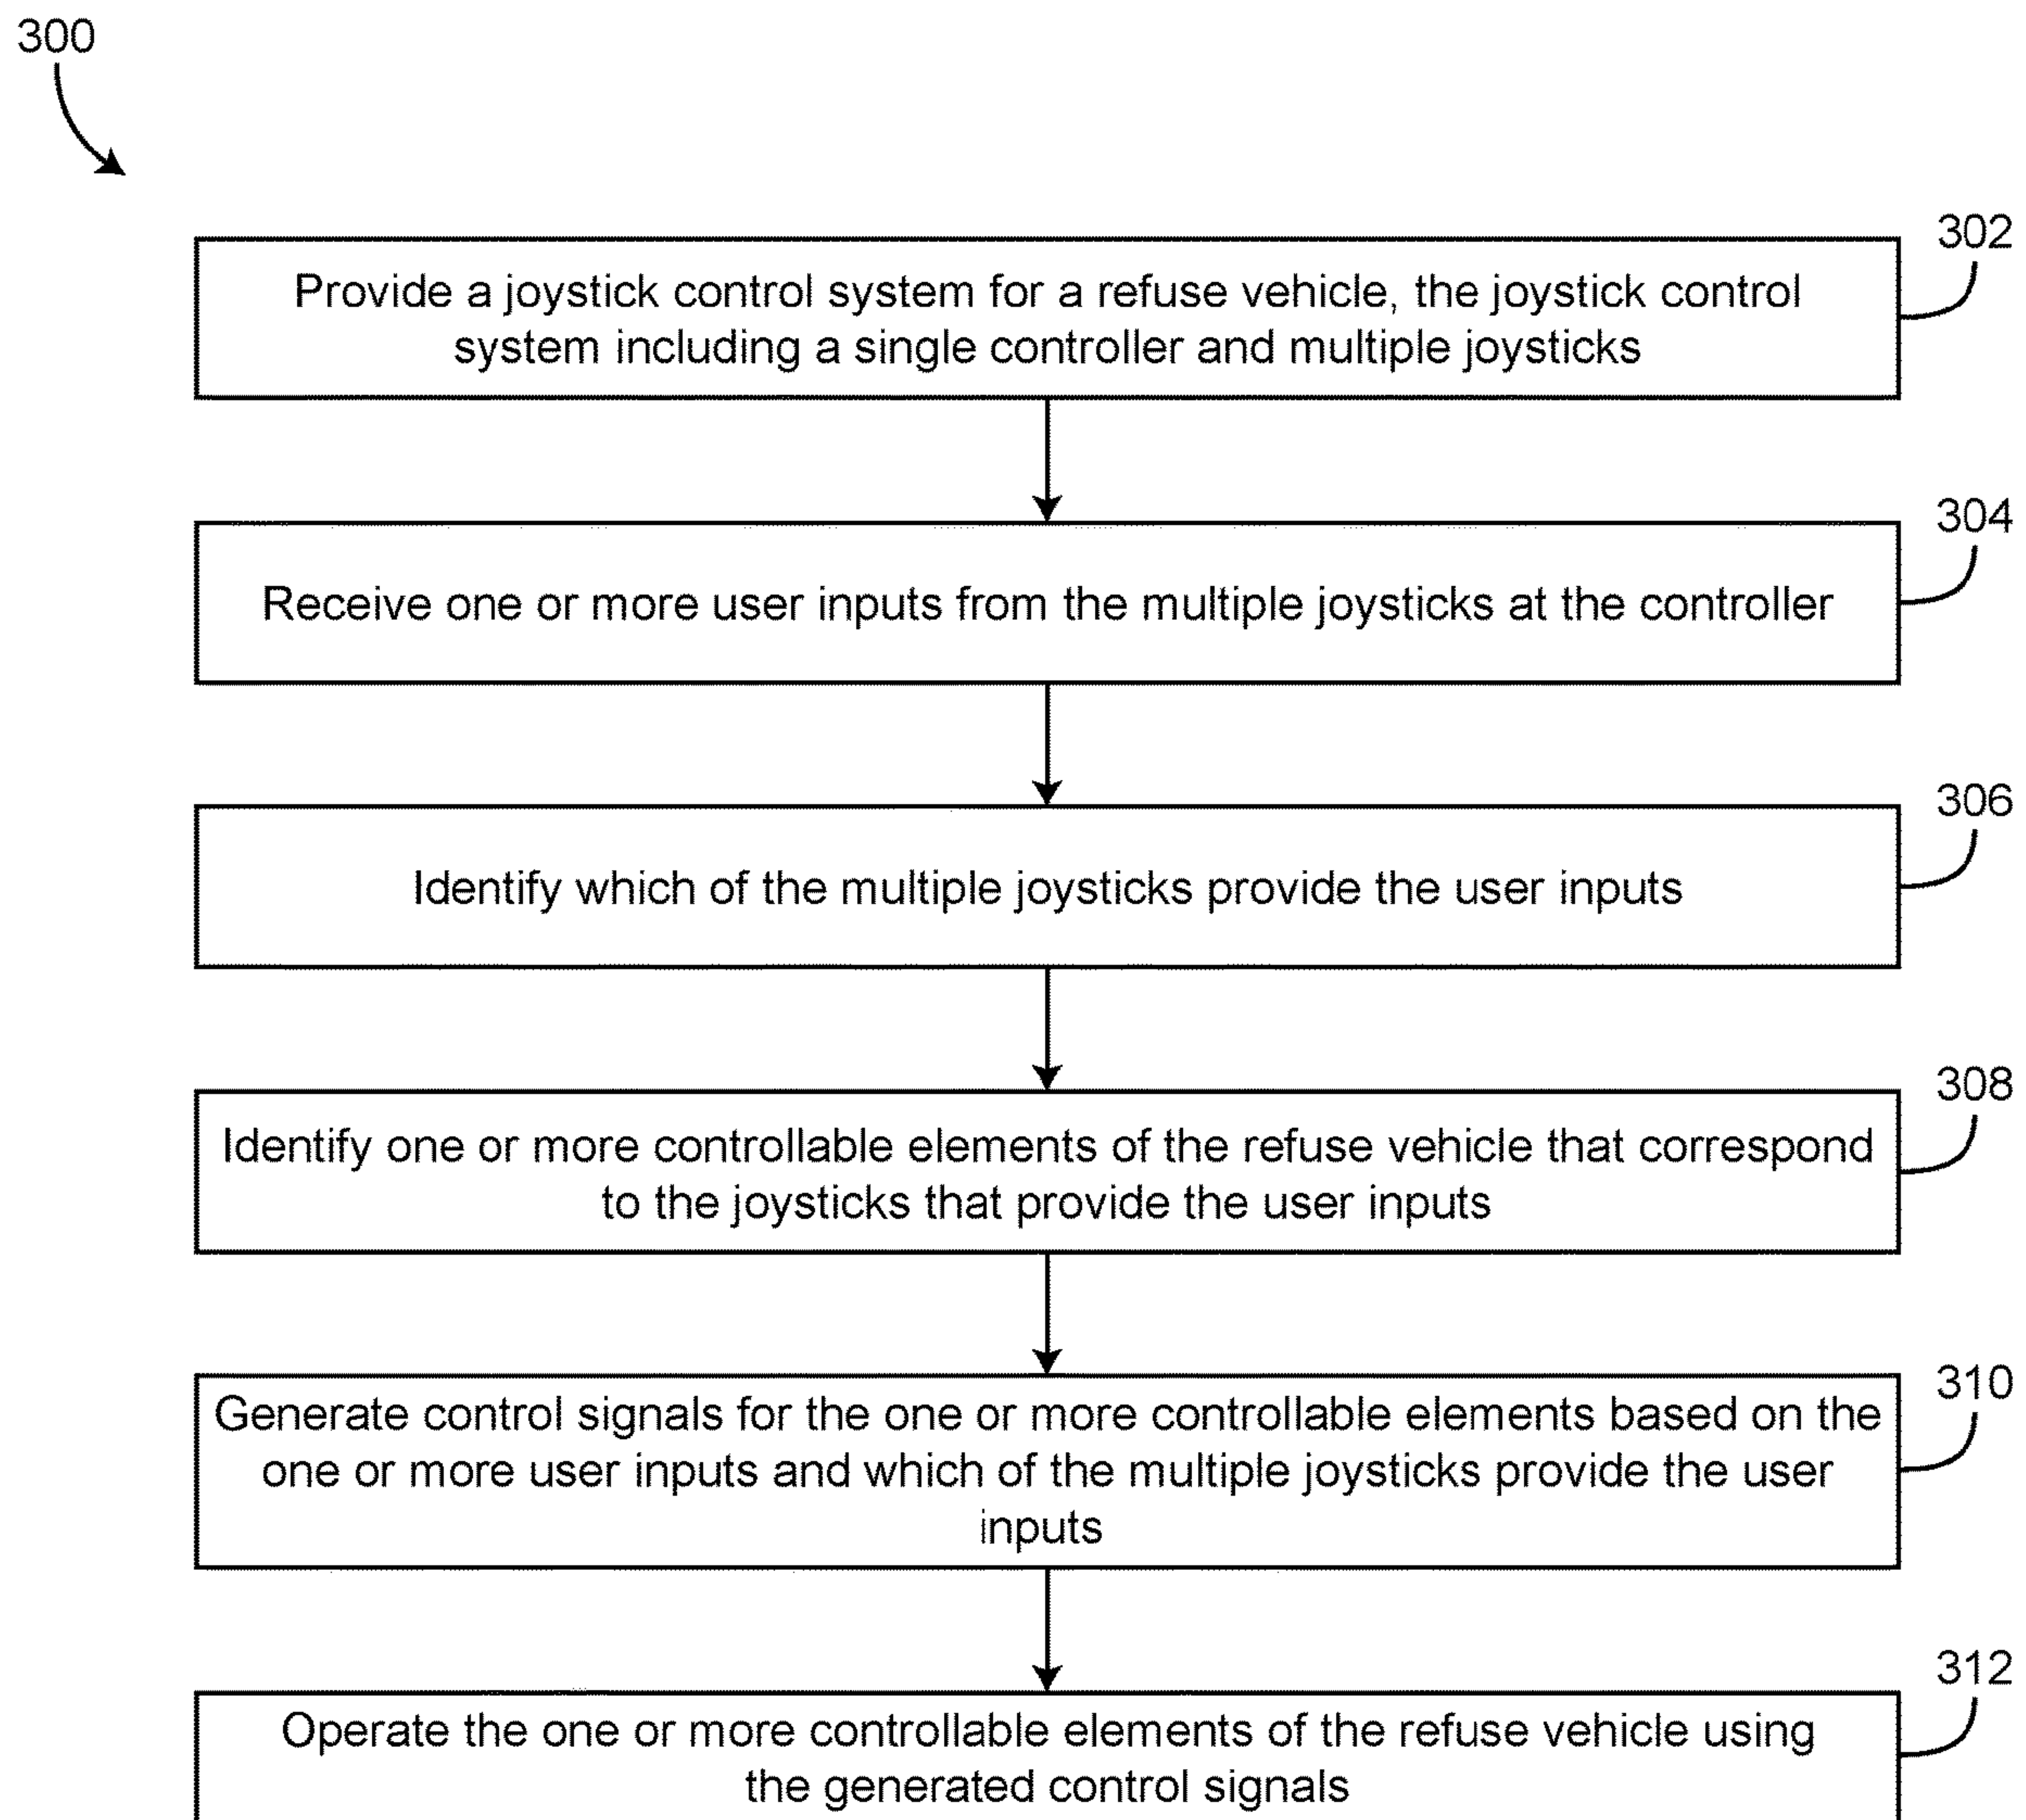 300
302
Provide a joystick control system for a refuse vehicle, the joystick control
system including a single controller and multiple joysticks
304
Receive one or more user inputs from the multiple joysticks at the controller
306
Identify which of the multiple joysticks provide the user inputs
308
Identify one or more controllable elements of the refuse vehicle that correspond
to the joysticks that provide the user inputs
310
Generate control signals for the one or more controllable elements based on the
one or more user inputs and which of the multiple joysticks provide the user
inputs
312
Operate the one or more controllable elements of the refuse vehicle using
the generated control signals